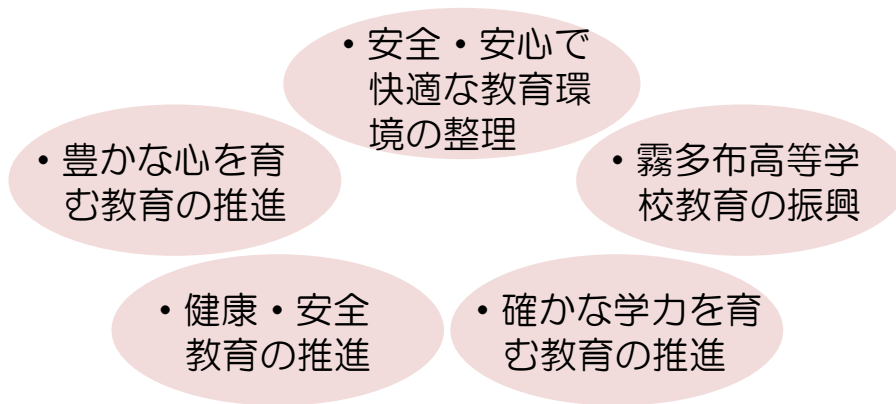 ・安全・安心で
快適な教育環
境の整理
・豊かな心を育
む教育の推進
・霧多布高等学
校教育の振興
・健康・安全
教育の推進
・確かな学力を育
む教育の推進